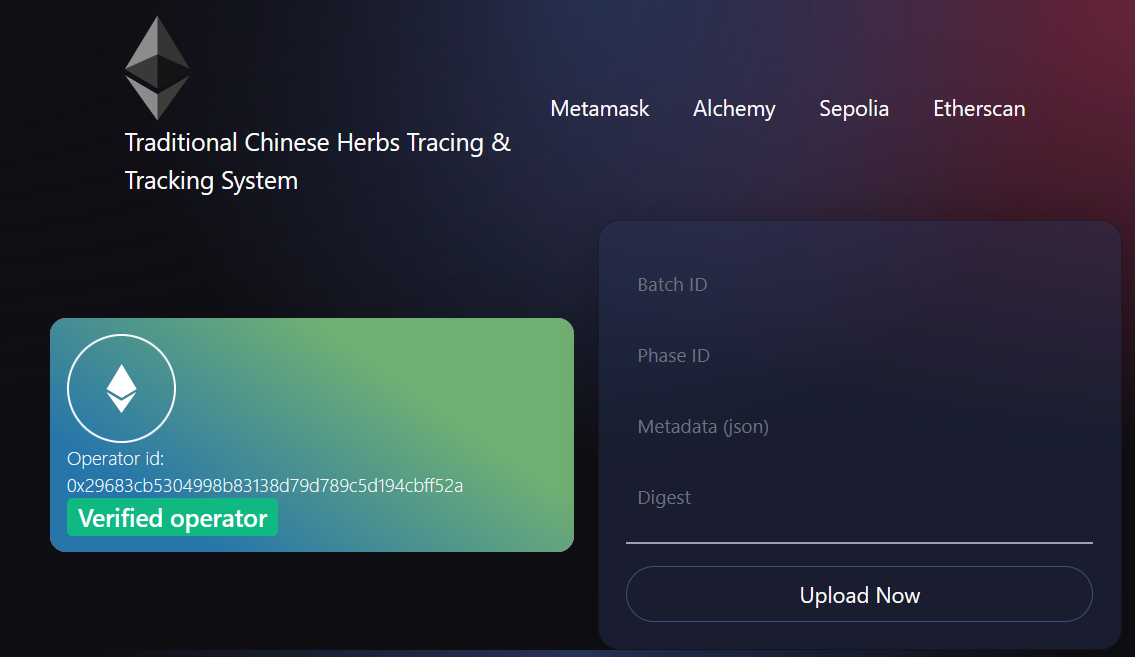 Traditional Chinese Herbs Tracing &
Tracking System
Metamask Alchemy Sepolia Etherscan
Operator id:
0x29683cb5304998b83138d79d789c5d194cbff52a
Verified operator
Batch ID
Phase ID
Metadata (json)
Digest
Upload Now